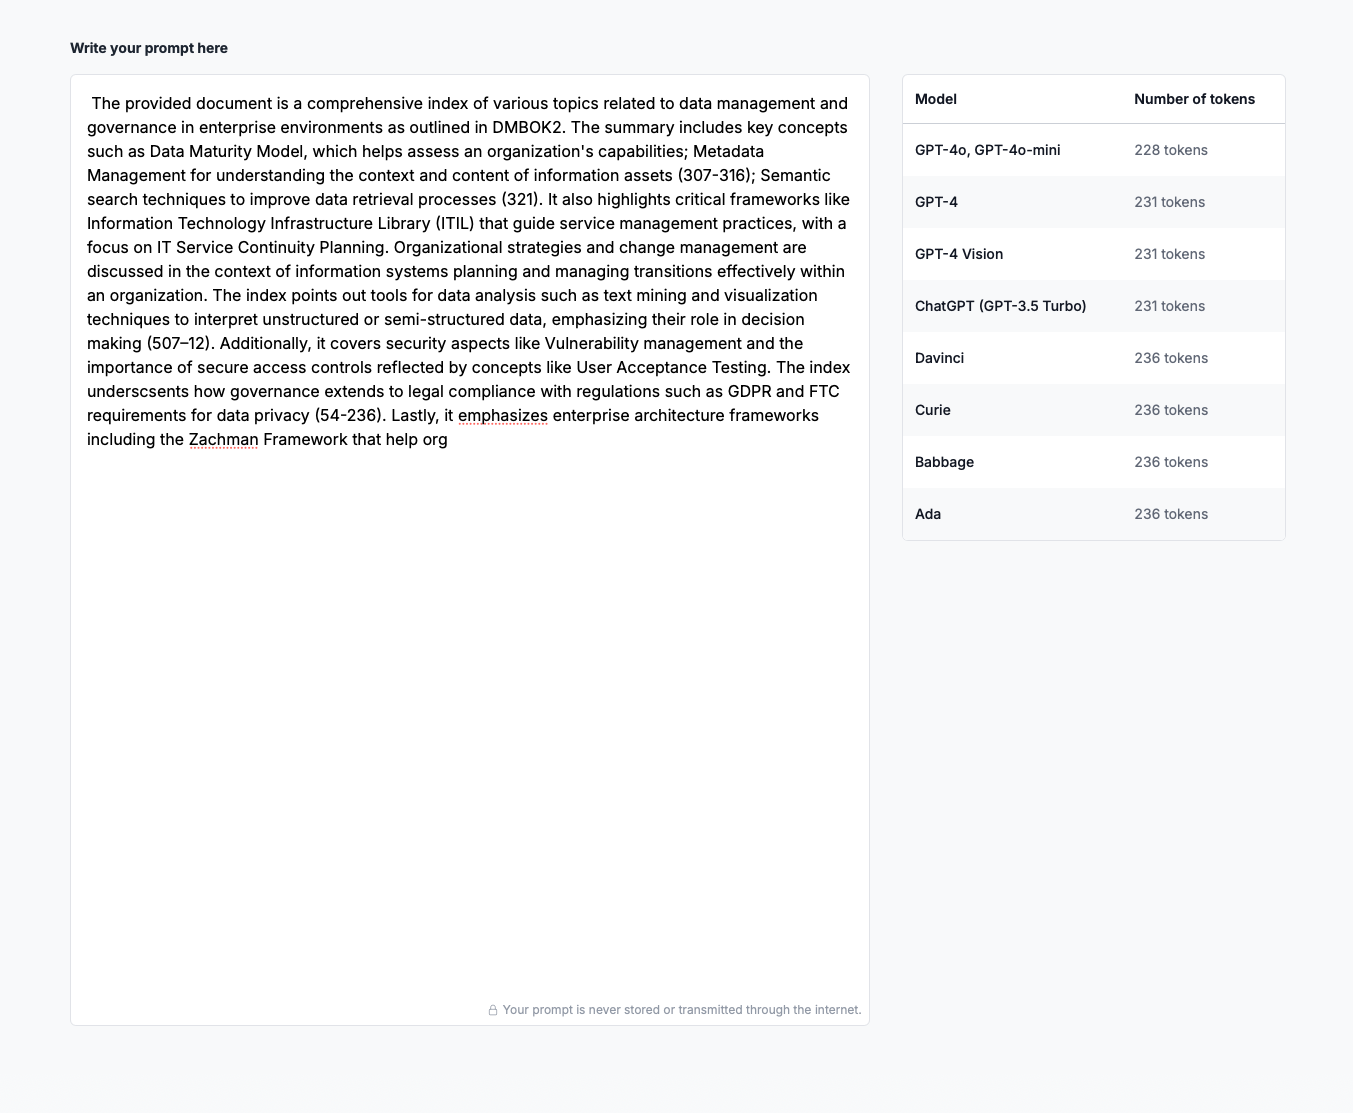 Write your prompt here
The provided document is a comprehensive index of various topics related to data management and
governance in enterprise environments as outlined in DMBOK2. The summary includes key concepts
such as Data Maturity Model, which helps assess an organization's capabilities; Metadata
Management for understanding the context and content of information assets (307-316); Semantic
search techniques to improve data retrieval processes (321). It also highlights critical frameworks like
Information Technology Infrastructure Library (ITIL) that guide service management practices, with a
focus on IT Service Continuity Planning. Organizational strategies and change management are
discussed in the context of information systems planning and managing transitions effectively within
an organization. The index points out tools for data analysis such as text mining and visualization
techniques to interpret unstructured or semi-structured data, emphasizing their role in decision
making (507–12). Additionally, it covers security aspects like Vulnerability management and the
importance of secure access controls reflected by concepts like User Acceptance Testing. The index
underscsents how governance extends to legal compliance with regulations such as GDPR and FTC
requirements for data privacy (54-236). Lastly, it emphasizes enterprise architecture frameworks
including the Zachman Framework that help org
Your prompt is never stored or transmitted through the internet.
Model Number of tokens
GPT-4o, GPT-4o-mini 228 tokens
GPT-4 231 tokens
GPT-4 Vision 231 tokens
ChatGPT (GPT-3.5 Turbo) 231 tokens
Davinci 236 tokens
Curie 236 tokens
Babbage 236 tokens
Ada 236 tokens